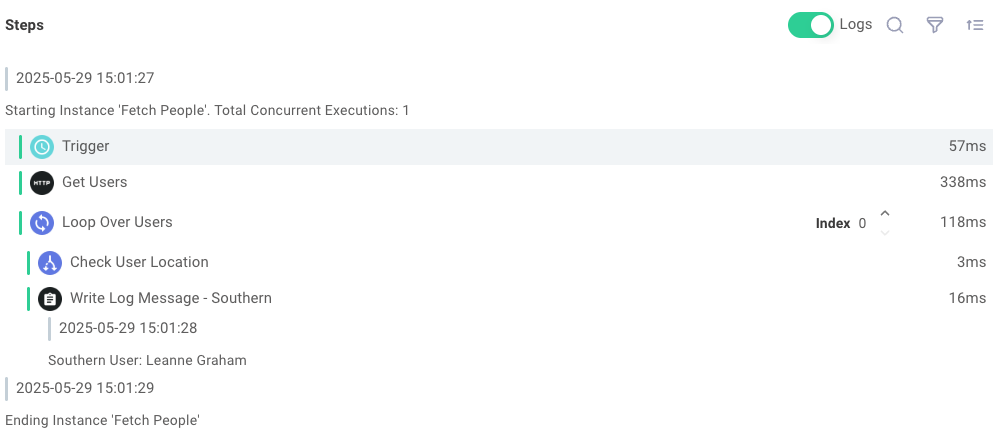 Steps
Logs
2025-05-29 15:01:27
Starting Instance 'Fetch People'. Total Concurrent Executions: 1
Trigger 57ms
HTTP Get Users 338ms
Loop Over Users Index 0 118ms
Check User Location 3ms
Write Log Message - Southern 16ms
2025-05-29 15:01:28
Southern User: Leanne Graham
2025-05-29 15:01:29
Ending Instance 'Fetch People'